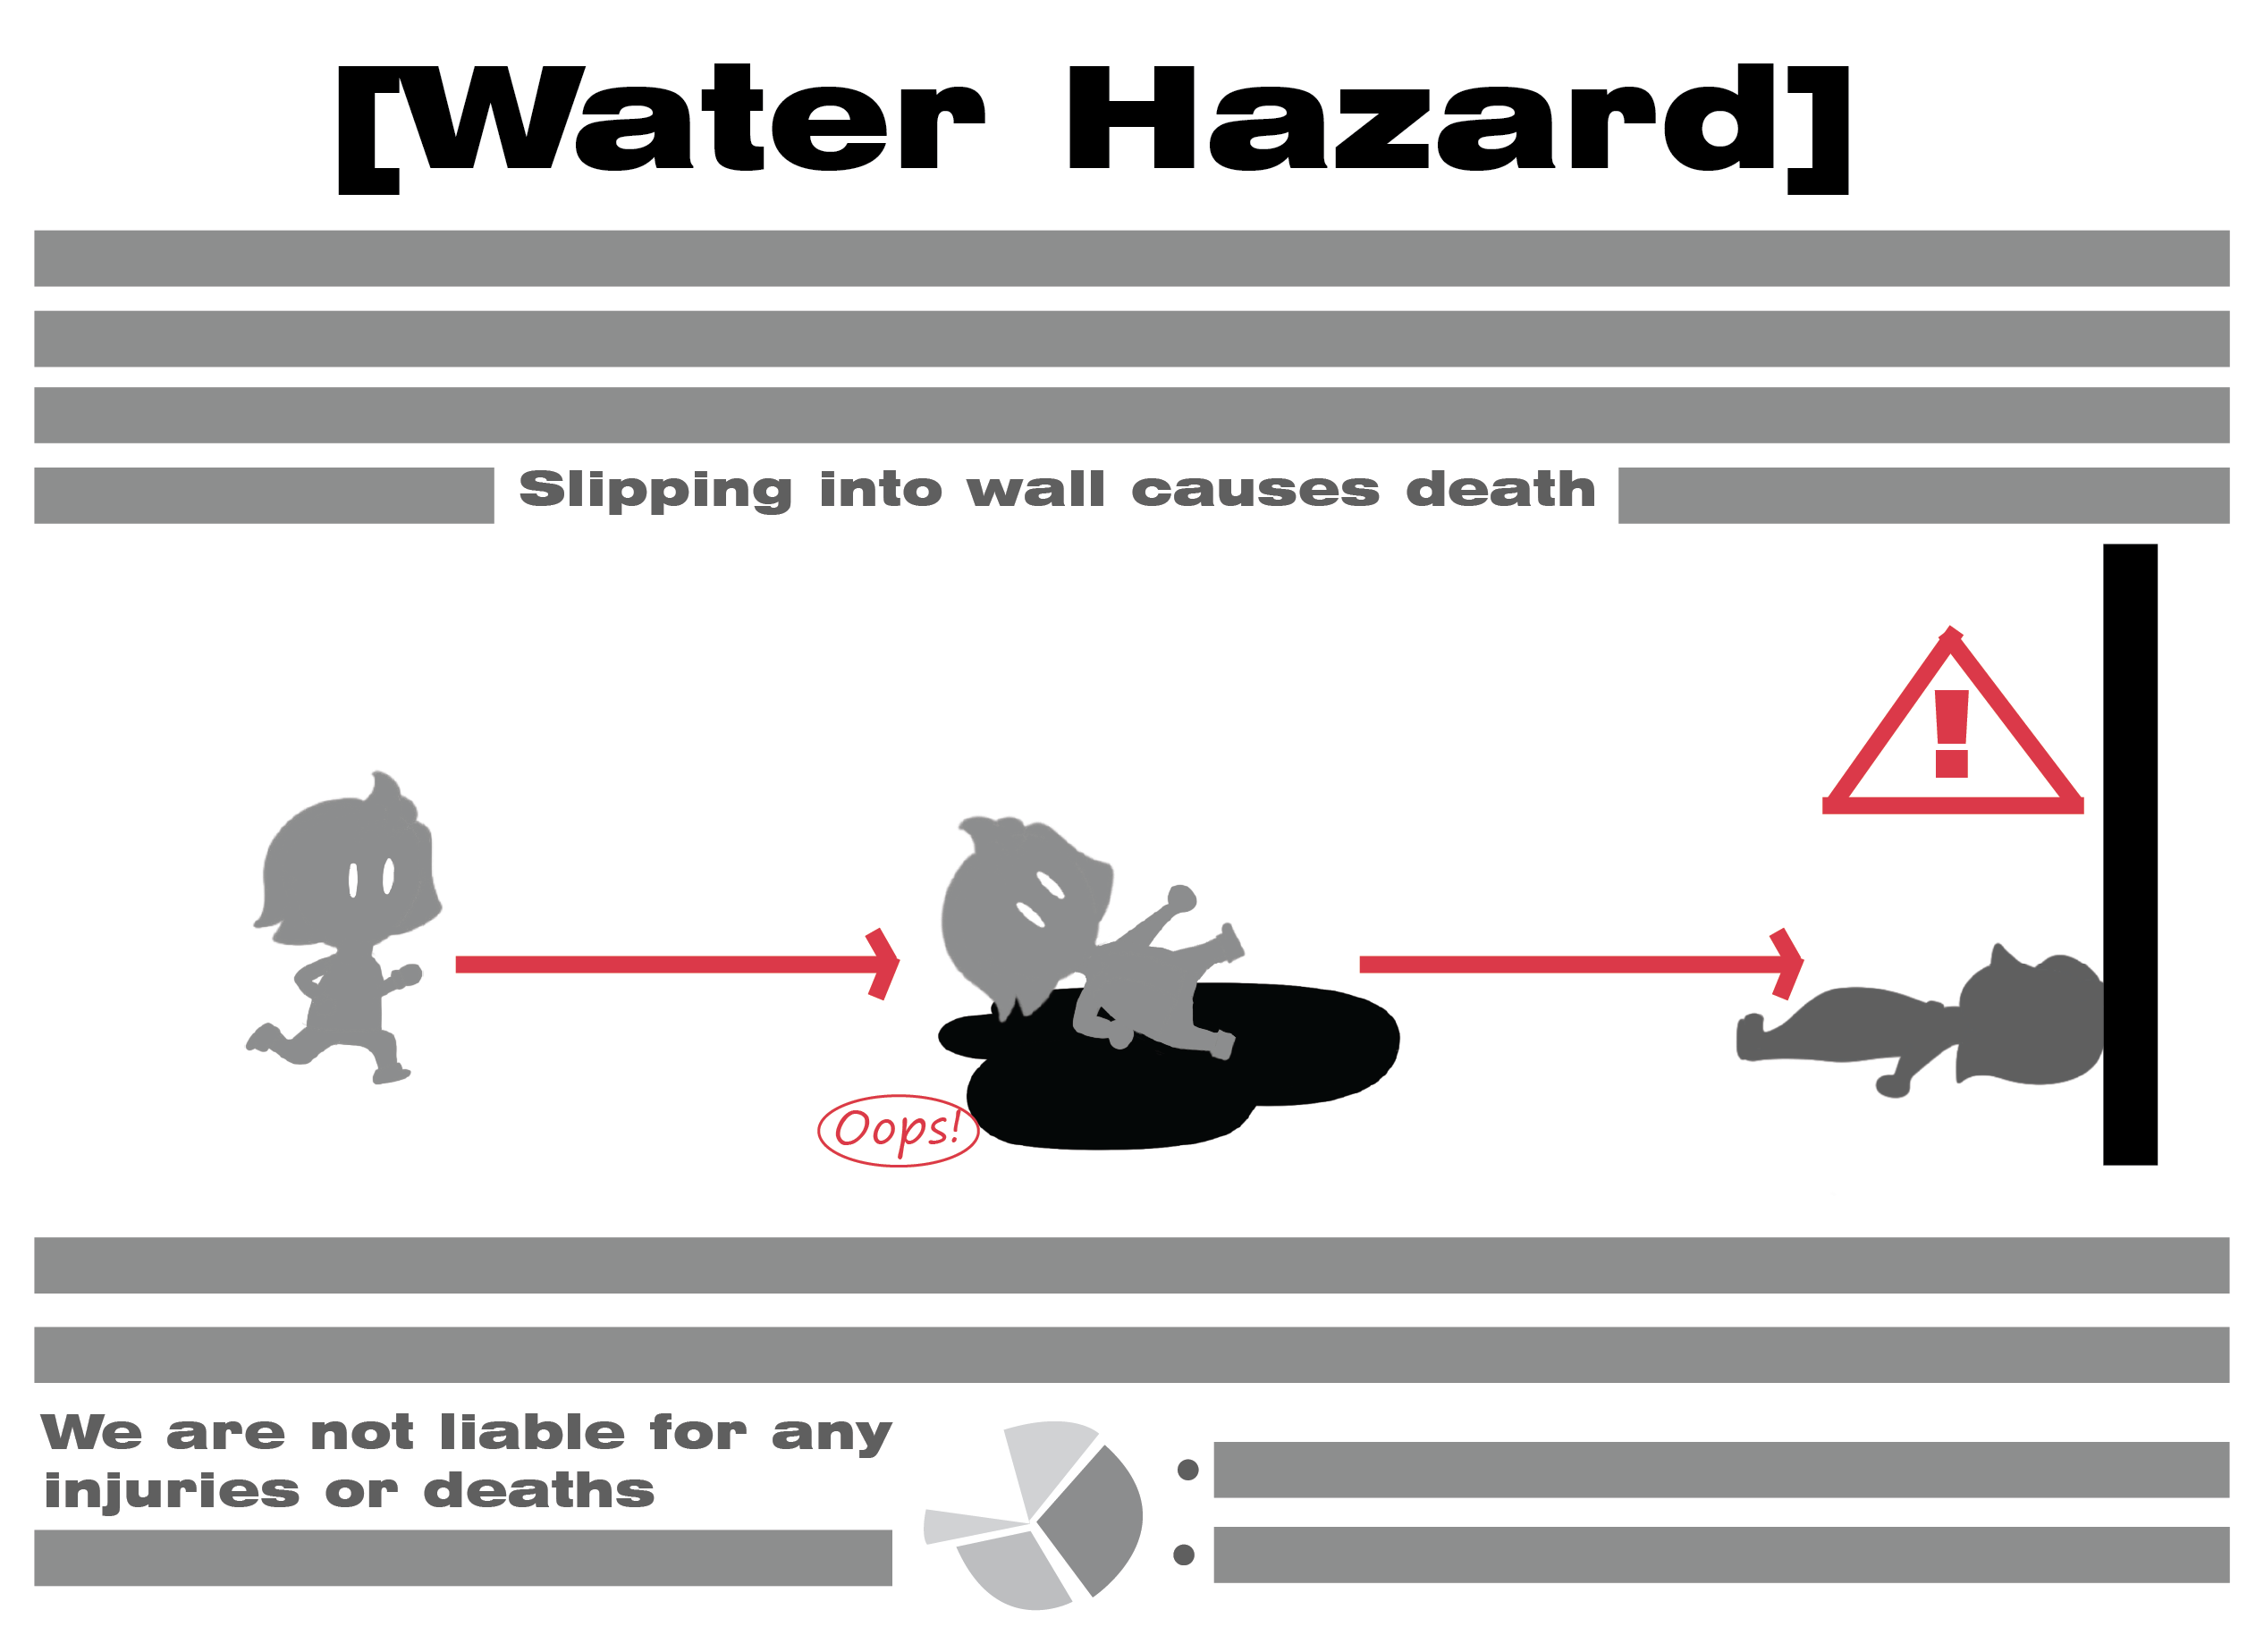 [Water Hazard]
Slipping into wall causes death
!
Oops!
We are not liable for any
injuries or deaths